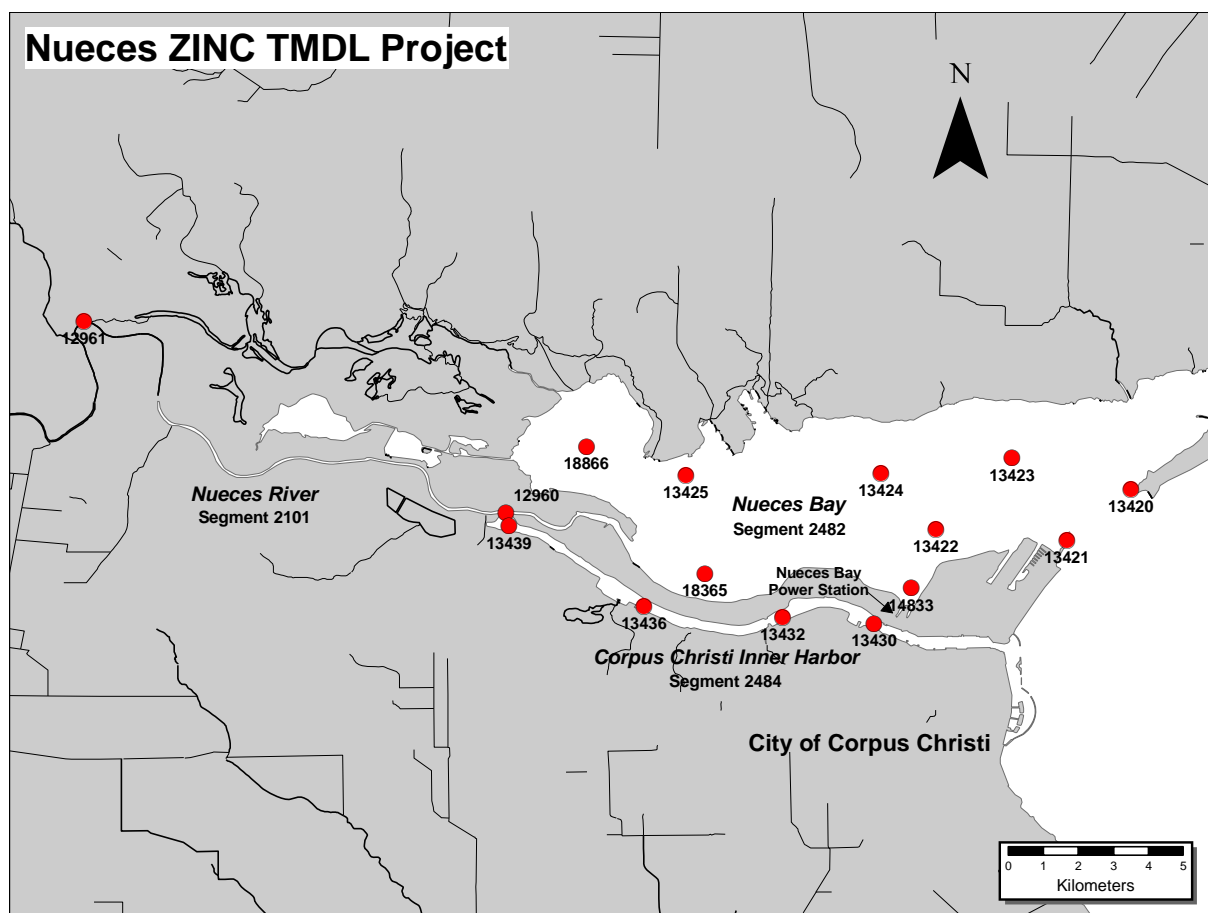 Nueces ZINC TMDL Project
N
12961
18866
13425
13424
13423
13420
Nueces River
Segment 2101
12960
13439
Nueces Bay
Segment 2482
13422
13421
18365
Nueces Bay
Power Station
14833
13436
13432
13430
Corpus Christi Inner Harbor
Segment 2484
City of Corpus Christi
0 1 2 3 4 5
Kilometers